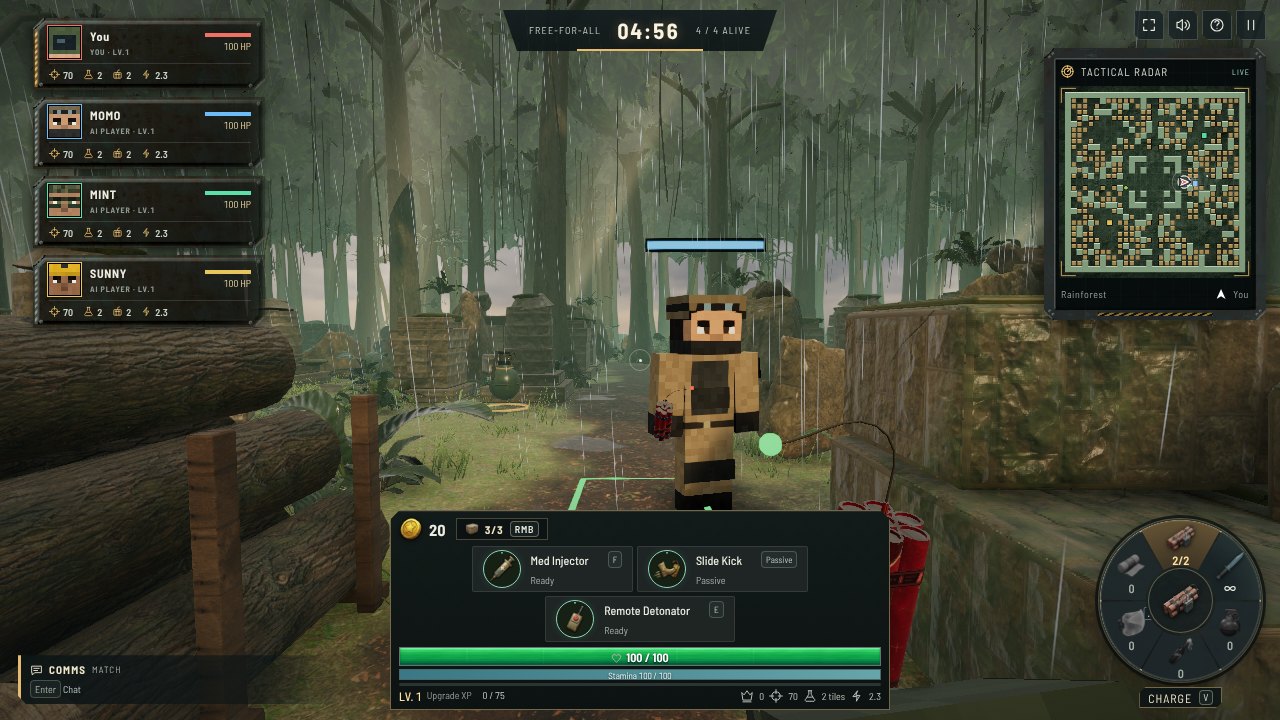 You
YOU · LV.1
100 HP
70 2 2 2.3
MOMO
AI PLAYER · LV.1
100 HP
70 2 2 2.3
MINT
AI PLAYER · LV.1
100 HP
70 2 2 2.3
SUNNY
AI PLAYER · LV.1
100 HP
70 2 2 2.3
FREE-FOR-ALL 04:56 4 / 4 ALIVE
TACTICAL RADAR LIVE
Rainforest You
20 3/3 RMB
Med Injector F
Ready
Slide Kick Passive
Passive
Remote Detonator E
Ready
100 / 100
Stamina 100 / 100
LV. 1 Upgrade XP 0 / 75 0 70 2 tiles 2.3
COMMS MATCH
Enter Chat
2/2
0 ∞
0 0
0
CHARGE V